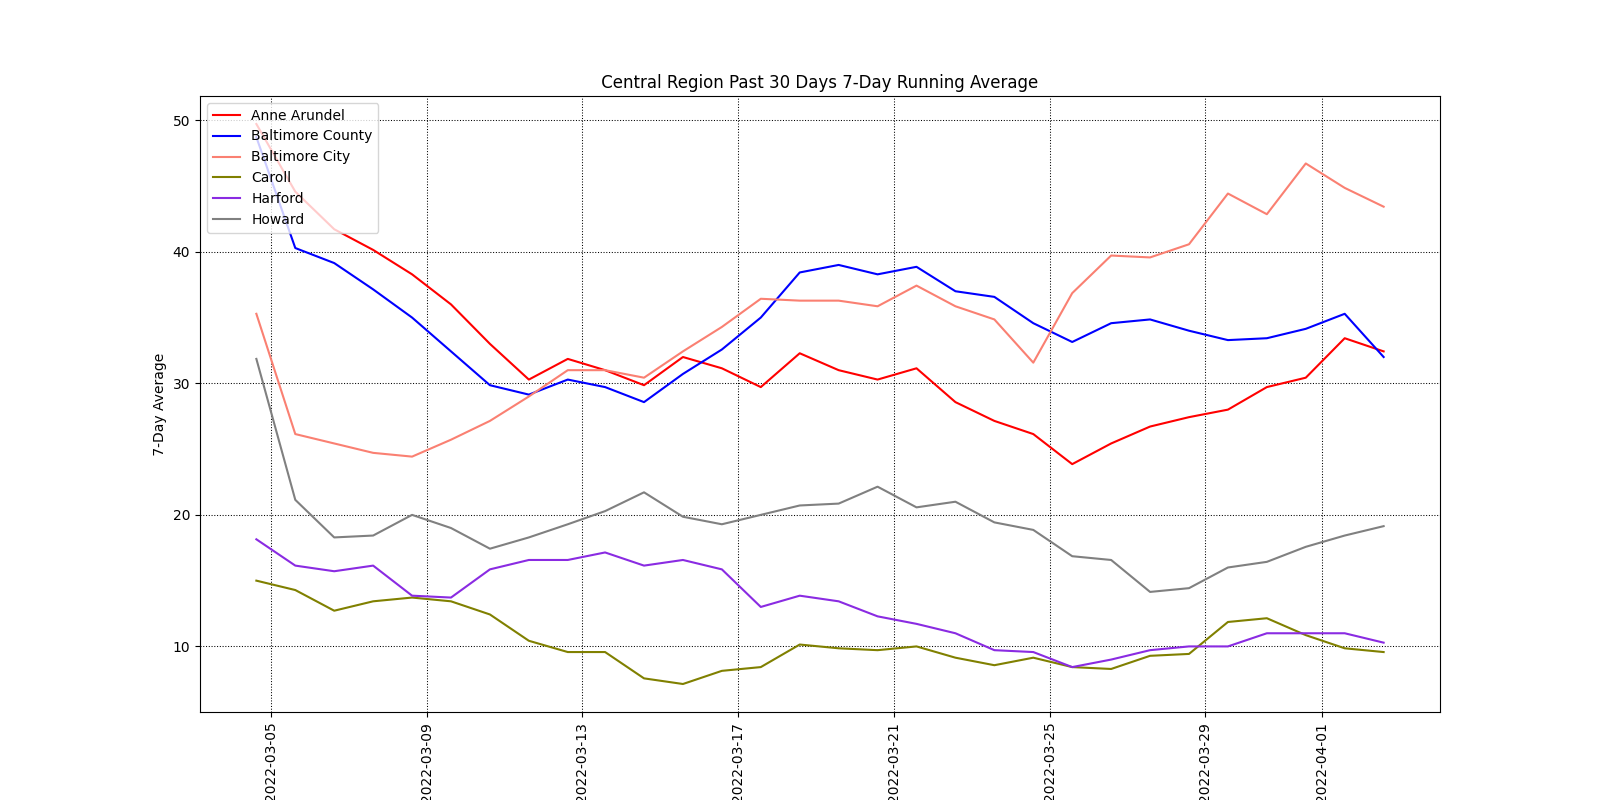 Central Region Past 30 Days 7-Day Running Average
Anne Arundel
Baltimore County
Baltimore City
Caroll
Harford
Howard
7-Day Average
50
40
30
20
10
2022-03-05
2022-03-09
2022-03-13
2022-03-17
2022-03-21
2022-03-25
2022-03-29
2022-04-01